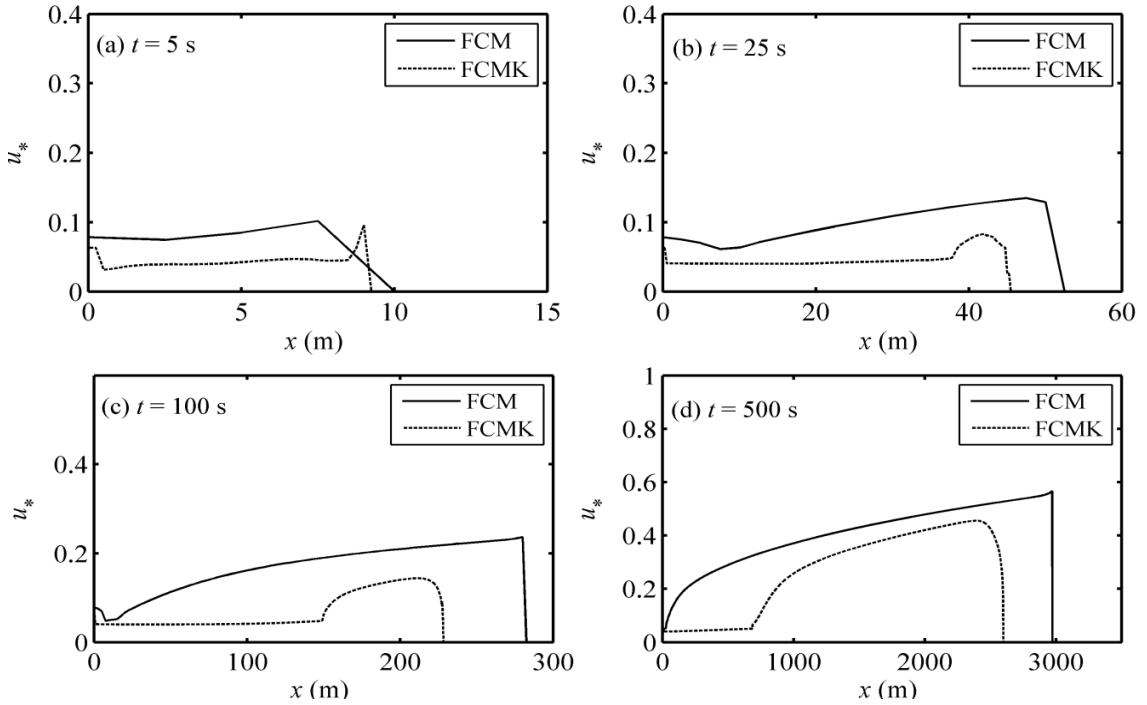 0.4
(a) t = 5 s
FCM
FCMK
0.3
0.2
u*
0.1
0
0 5 10 15
x (m)
0.4
(b) t = 25 s
FCM
FCMK
0.3
0.2
u*
0.1
0
0 20 40 60
x (m)
(c) t = 100 s
FCM
FCMK
0.4
u*
0.2
0
0 100 200 300
x (m)
1
(d) t = 500 s
FCM
FCMK
0.8
0.6
u*
0.4
0.2
0
0 1000 2000 3000
x (m)